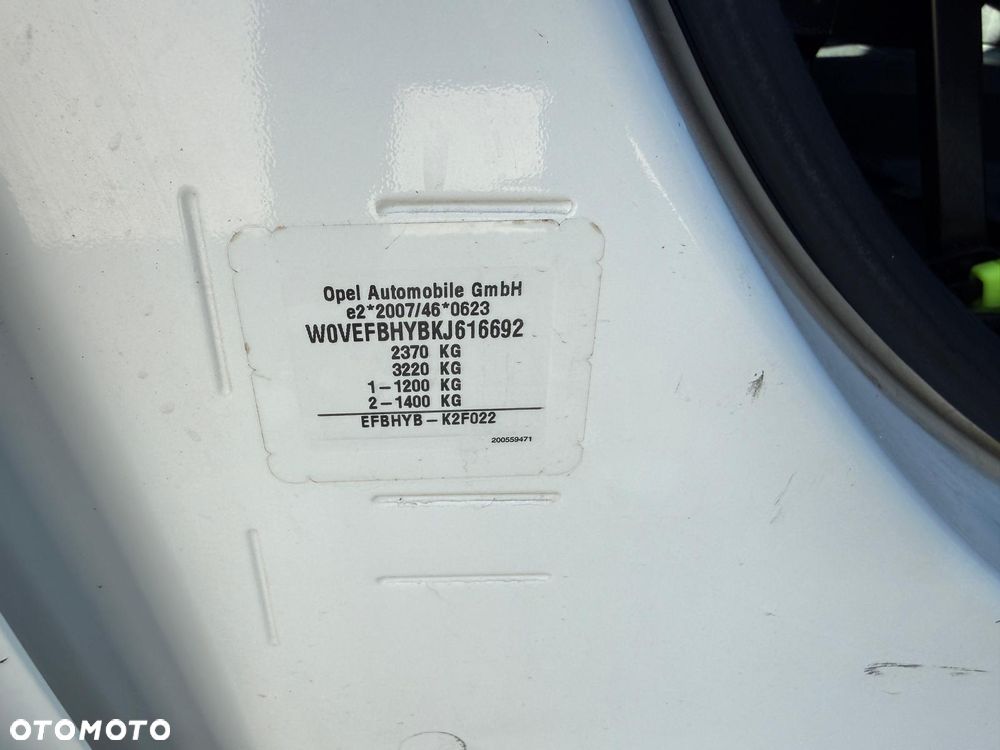 Opel Automobile GmbH
e2*2007/46*0623
W0VEFBHYBKJ616692
2370 KG
3220 KG
1-1200 KG
2-1400 KG
EFBHYB-K2F022
200559471
OTOMOTO